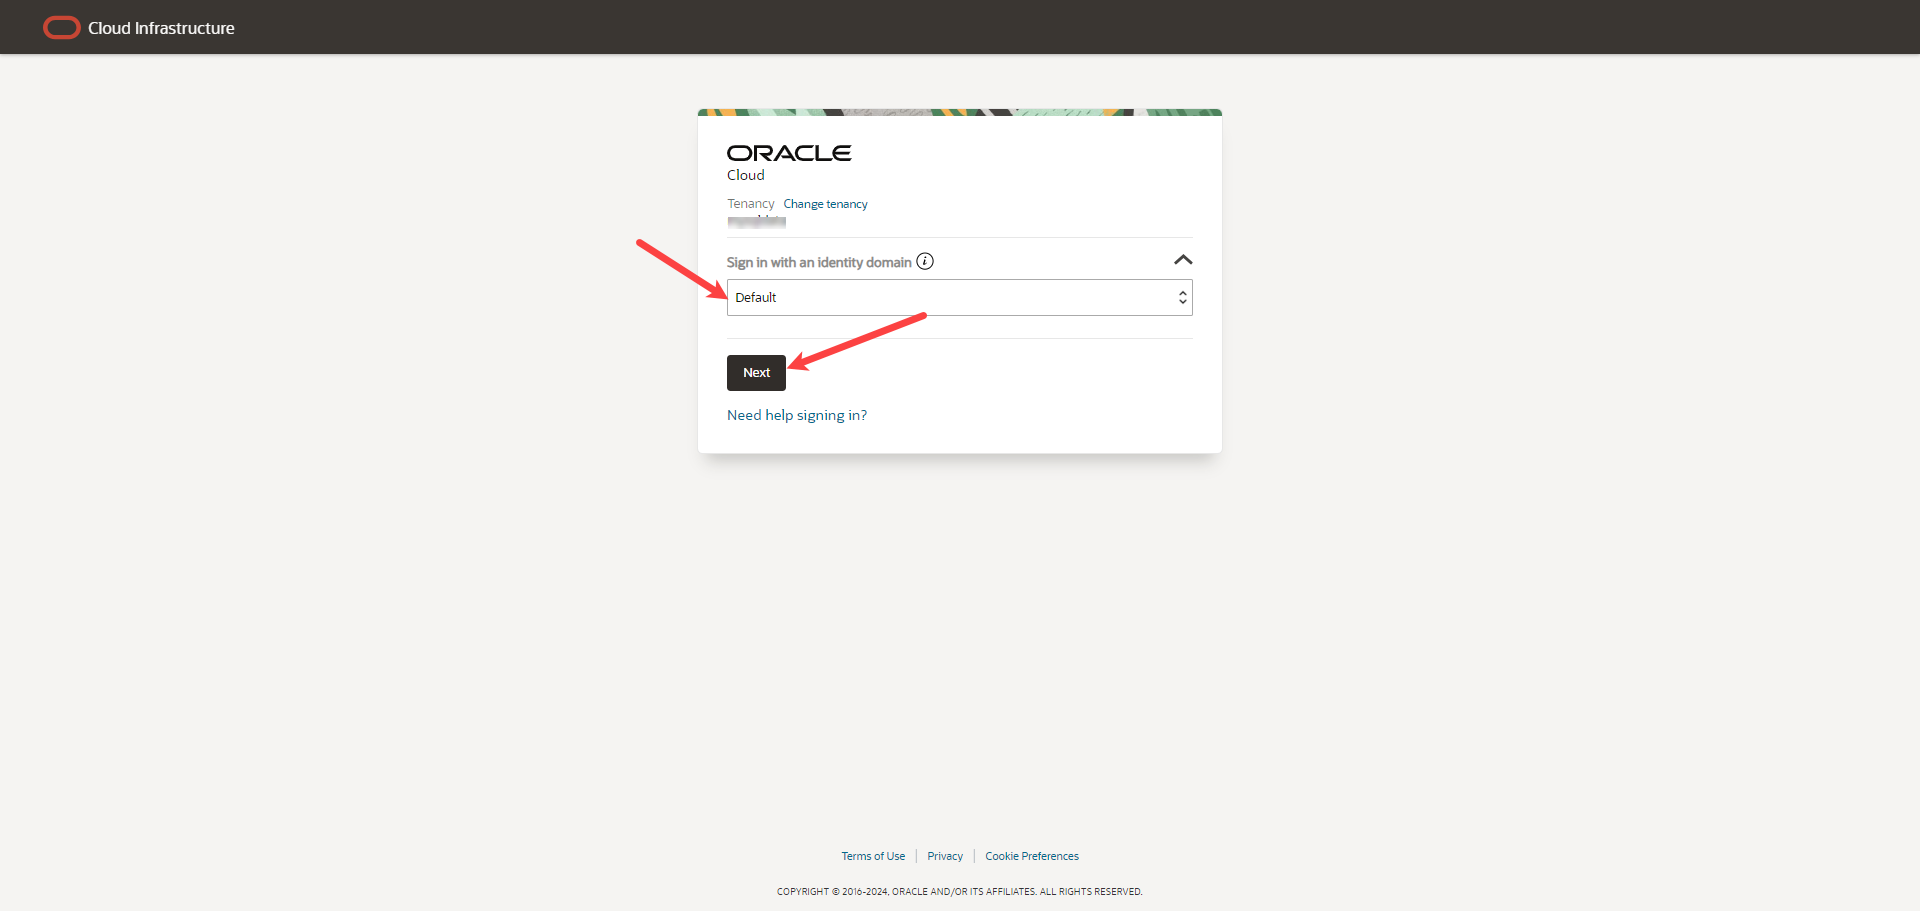 Cloud Infrastructure
ORACLE
Cloud
Tenancy Change tenancy
Sign in with an identity domain
Default
Next
Need help signing in?
Terms of Use Privacy Cookie Preferences
COPYRIGHT © 2016-2024, ORACLE AND/OR ITS AFFILIATES. ALL RIGHTS RESERVED.